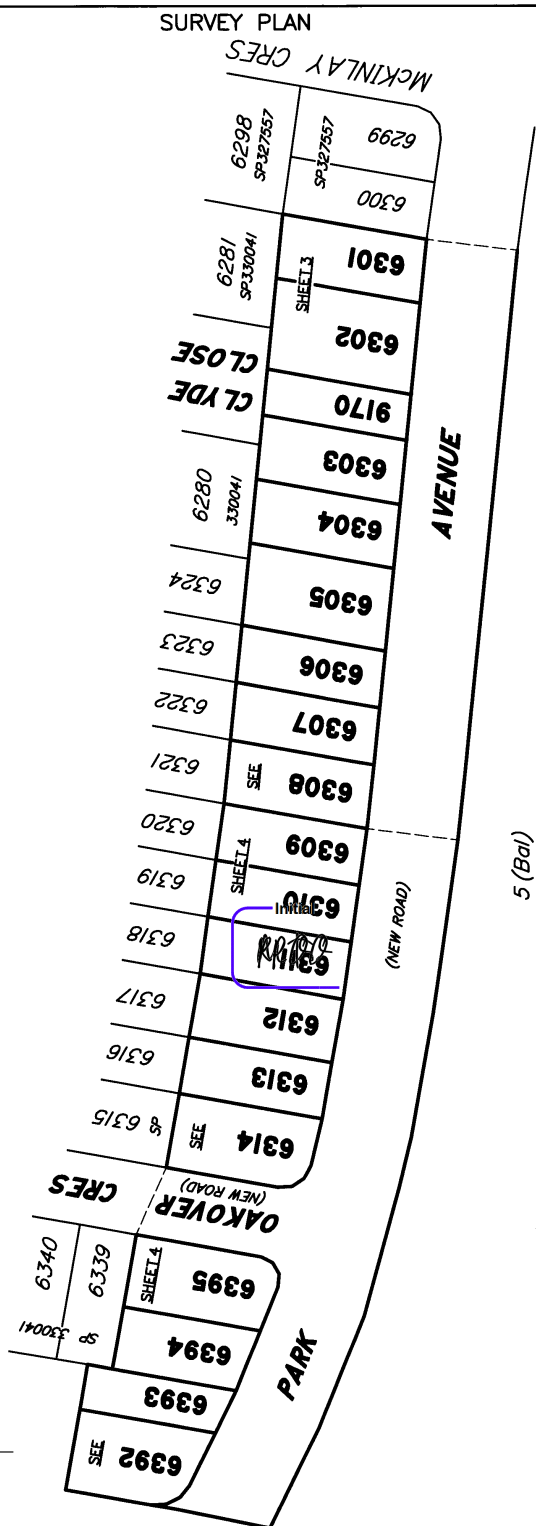 SURVEY PLAN
McKINLAY CRES
6298
SP327557
SP327557
6299
6300
6281
SP330041
SHEET 3
6301
6302
CLYDE CLOSE
9170
6303
AVENUE
6280
330041
6304
6324
6305
6323
6306
6322
6307
6321
SEE
6308
6320
6309
5 (Bal)
6319
SHEET 4
6310
Initial
(NEW ROAD)
6318
6311
6317
6312
6316
6313
6315
SP
SEE
6314
CRES
OAKOVER
(NEW ROAD)
6340
6339
SHEET 4
6395
330041
SP
6394
PARK
6393
SEE
6392